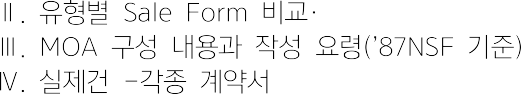 Ⅱ. 유형별 Sale Form 비교·
Ⅲ. MOA 구성 내용과 작성 요령('87NSF 기준)
Ⅳ. 실제건 -각종 계약서